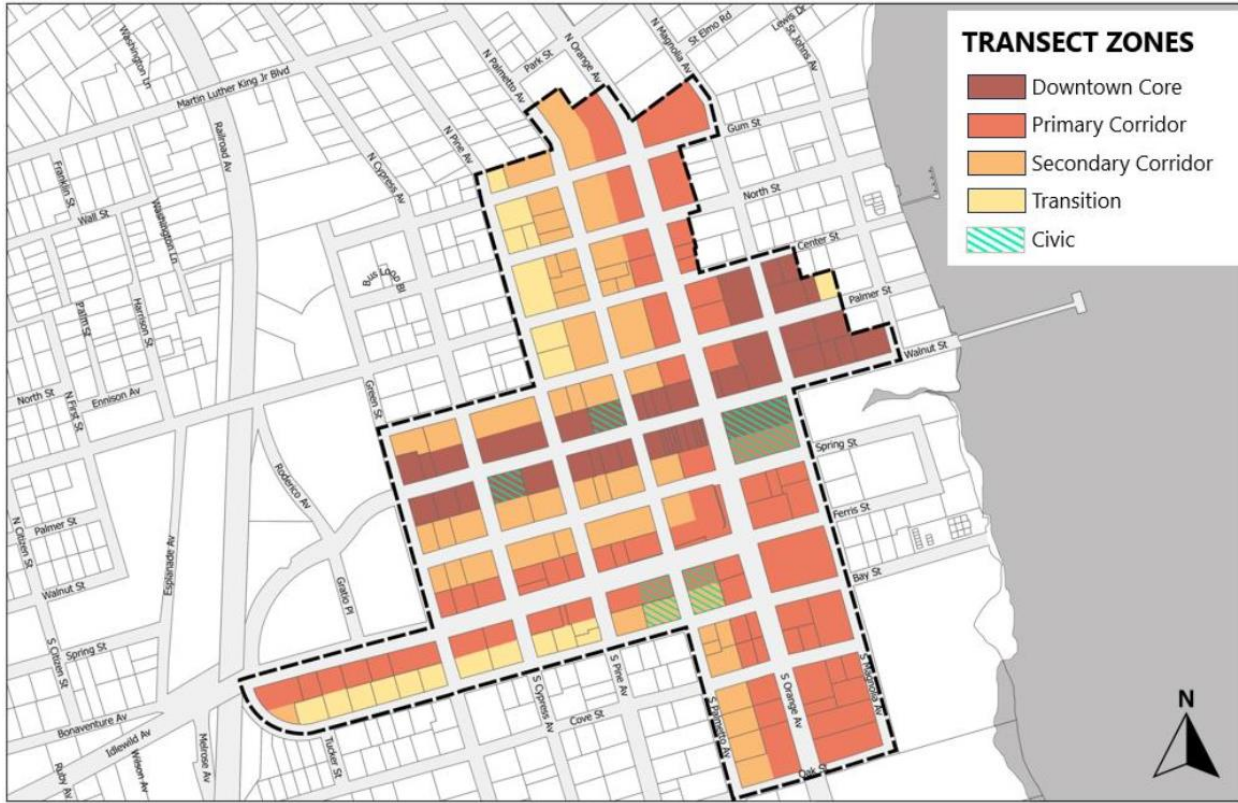 TRANSECT ZONES
Downtown Core
Primary Corridor
Secondary Corridor
Transition
Civic
Washington Ln
Martin Luther King Jr Blvd
Railroad Av
N Palmetto Av
Park St
N Orange Av
N Magnolia Av
St Elmo Rd
Lewis Dr
St Johns Av
N Pine Av
N Cypress Av
Gum St
Franklin St
Wall St
Washington Ln
North St
Center St
Bus Loop Bl
Palm St
Harrison St
Palmer St
Walnut St
North St
N First St
Ennison Av
Green St
Spring St
Roderico Av
N Citizen St
Palmer St
Esplanade Av
Ferris St
Walnut St
Gratio Pl
Bay St
S Citizen St
Spring St
S Cypress Av
S Pine Av
Cove St
S Palmetto Av
S Orange Av
S Magnolia Av
Bonaventure Av
Idlewild Av
Melrose Av
Tucker St
Ruby Av
Wilson Av
Oak St
N